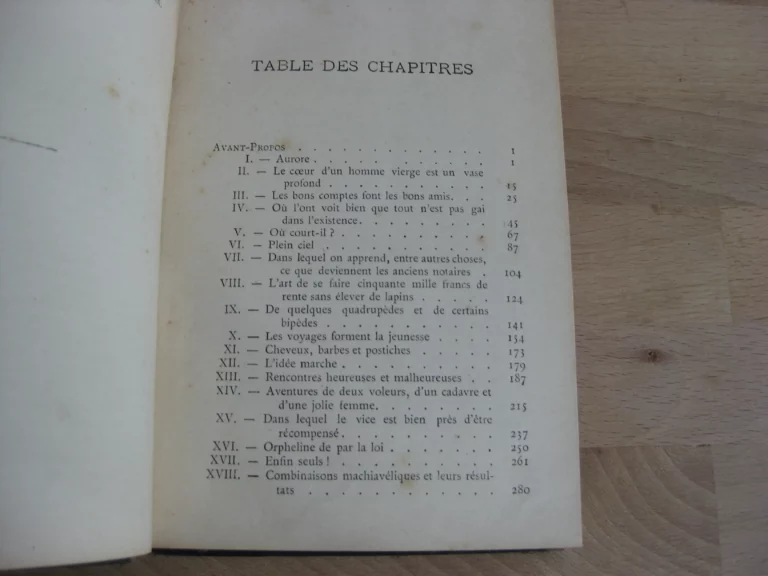 TABLE DES CHAPITRES
AVANT-PROPOS . . . . . . . . . . . . . 1
I. — Aurore . . . . . . . . . . . 1
II. — Le cœur d'un homme vierge est un vase
profond . . . . . . . . . . . 15
III. — Les bons comptes font les bons amis. . . 25
IV. — Où l'ont voit bien que tout n'est pas gai
dans l'existence. . . . . . . . . 45
V. — Où court-il ? . . . . . . . . . . 67
VI. — Plein ciel . . . . . . . . . . . 87
VII. — Dans lequel on apprend, entre autres choses,
ce que deviennent les anciens notaires . 104
VIII. — L'art de se faire cinquante mille francs de
rente sans élever de lapins . . . . . 124
IX. — De quelques quadrupèdes et de certains
bipèdes . . . . . . . . . . . 141
X. — Les voyages forment la jeunesse . . . . 154
XI. — Cheveux, barbes et postiches . . . . . 173
XII. — L'idée marche . . . . . . . . . . 179
XIII. — Rencontres heureuses et malheureuses . . 187
XIV. — Aventures de deux voleurs, d'un cadavre et
d'une jolie femme. . . . . . . . 215
XV. — Dans lequel le vice est bien près d'être
récompensé . . . . . . . . . . 237
XVI. — Orpheline de par la loi . . . . . . . 250
XVII. — Enfin seuls ! . . . . . . . . . . 261
XVIII. — Combinaisons machiavéliques et leurs résul-
tats . . . . . . . . . . . . 280